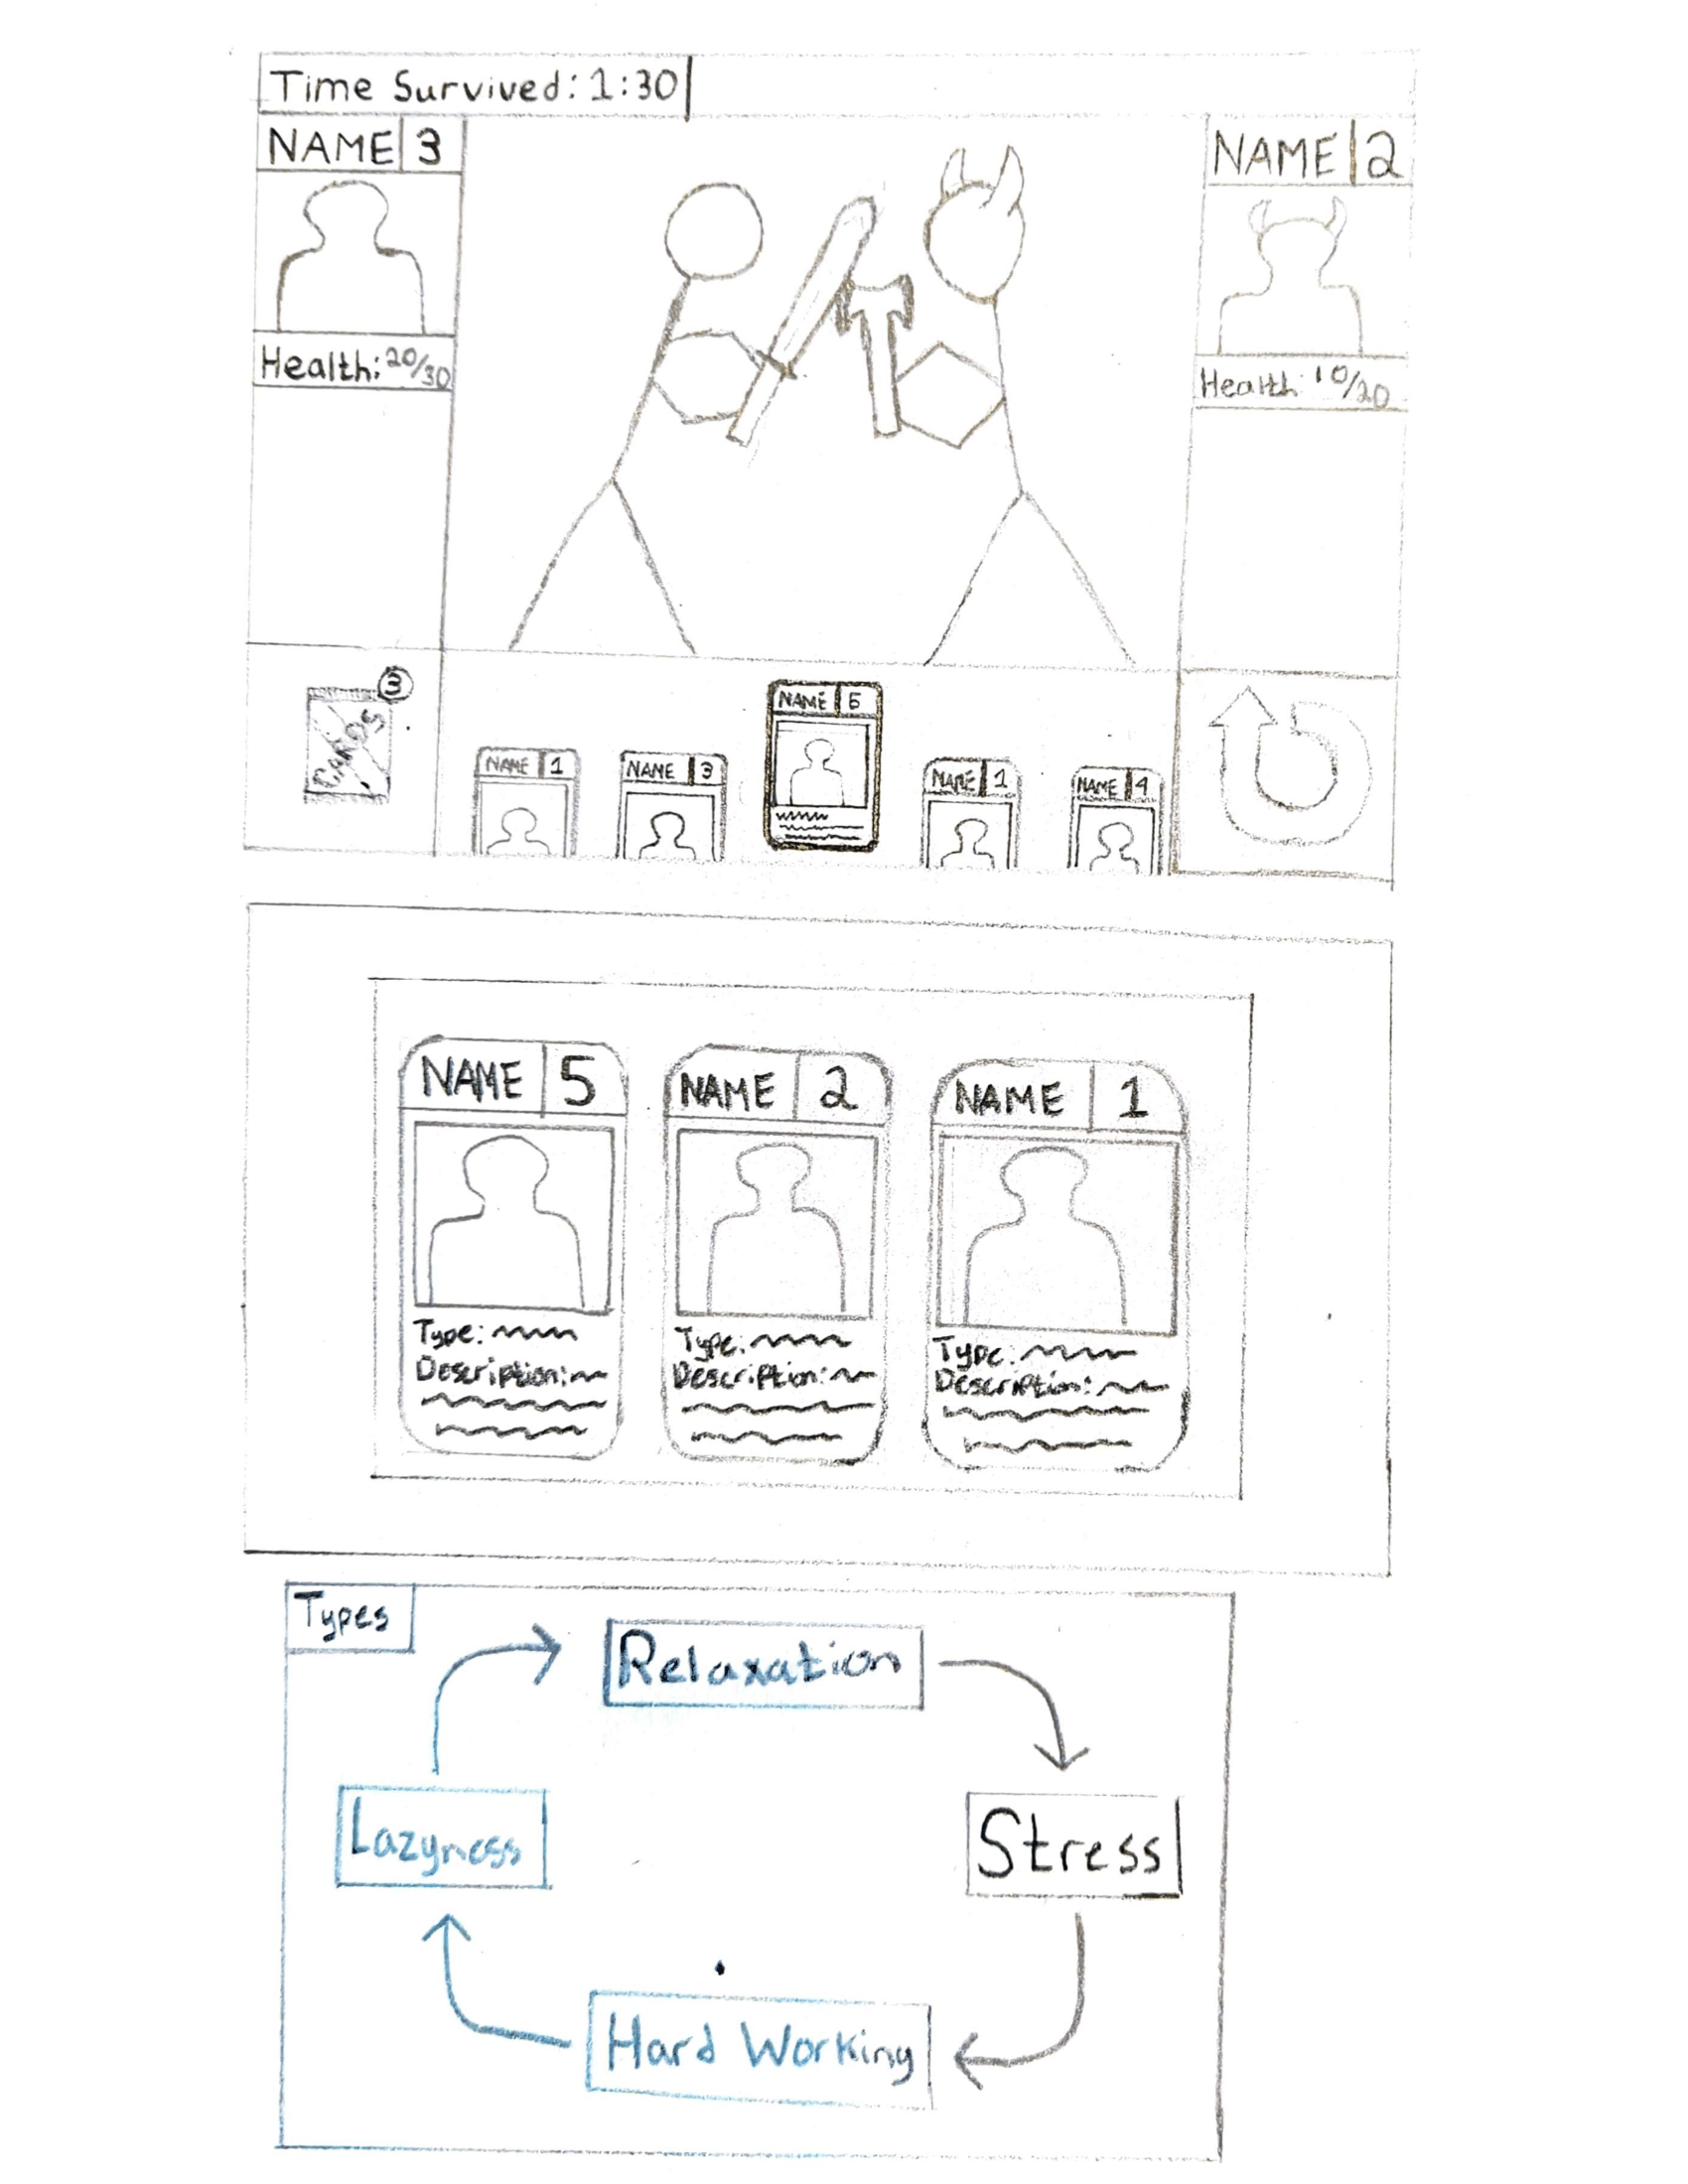 Time Survived: 1:30
NAME 3
NAME 2
Health: 20/30
Health: 10/20
3
CARDS
NAME 1
NAME 3
NAME 5
NAME 1
NAME 4
NAME 5
NAME 2
NAME 1
Type:
Description:
Type:
Description:
Type:
Description:
Types
Relaxation
Lazyness
Stress
Hard Working